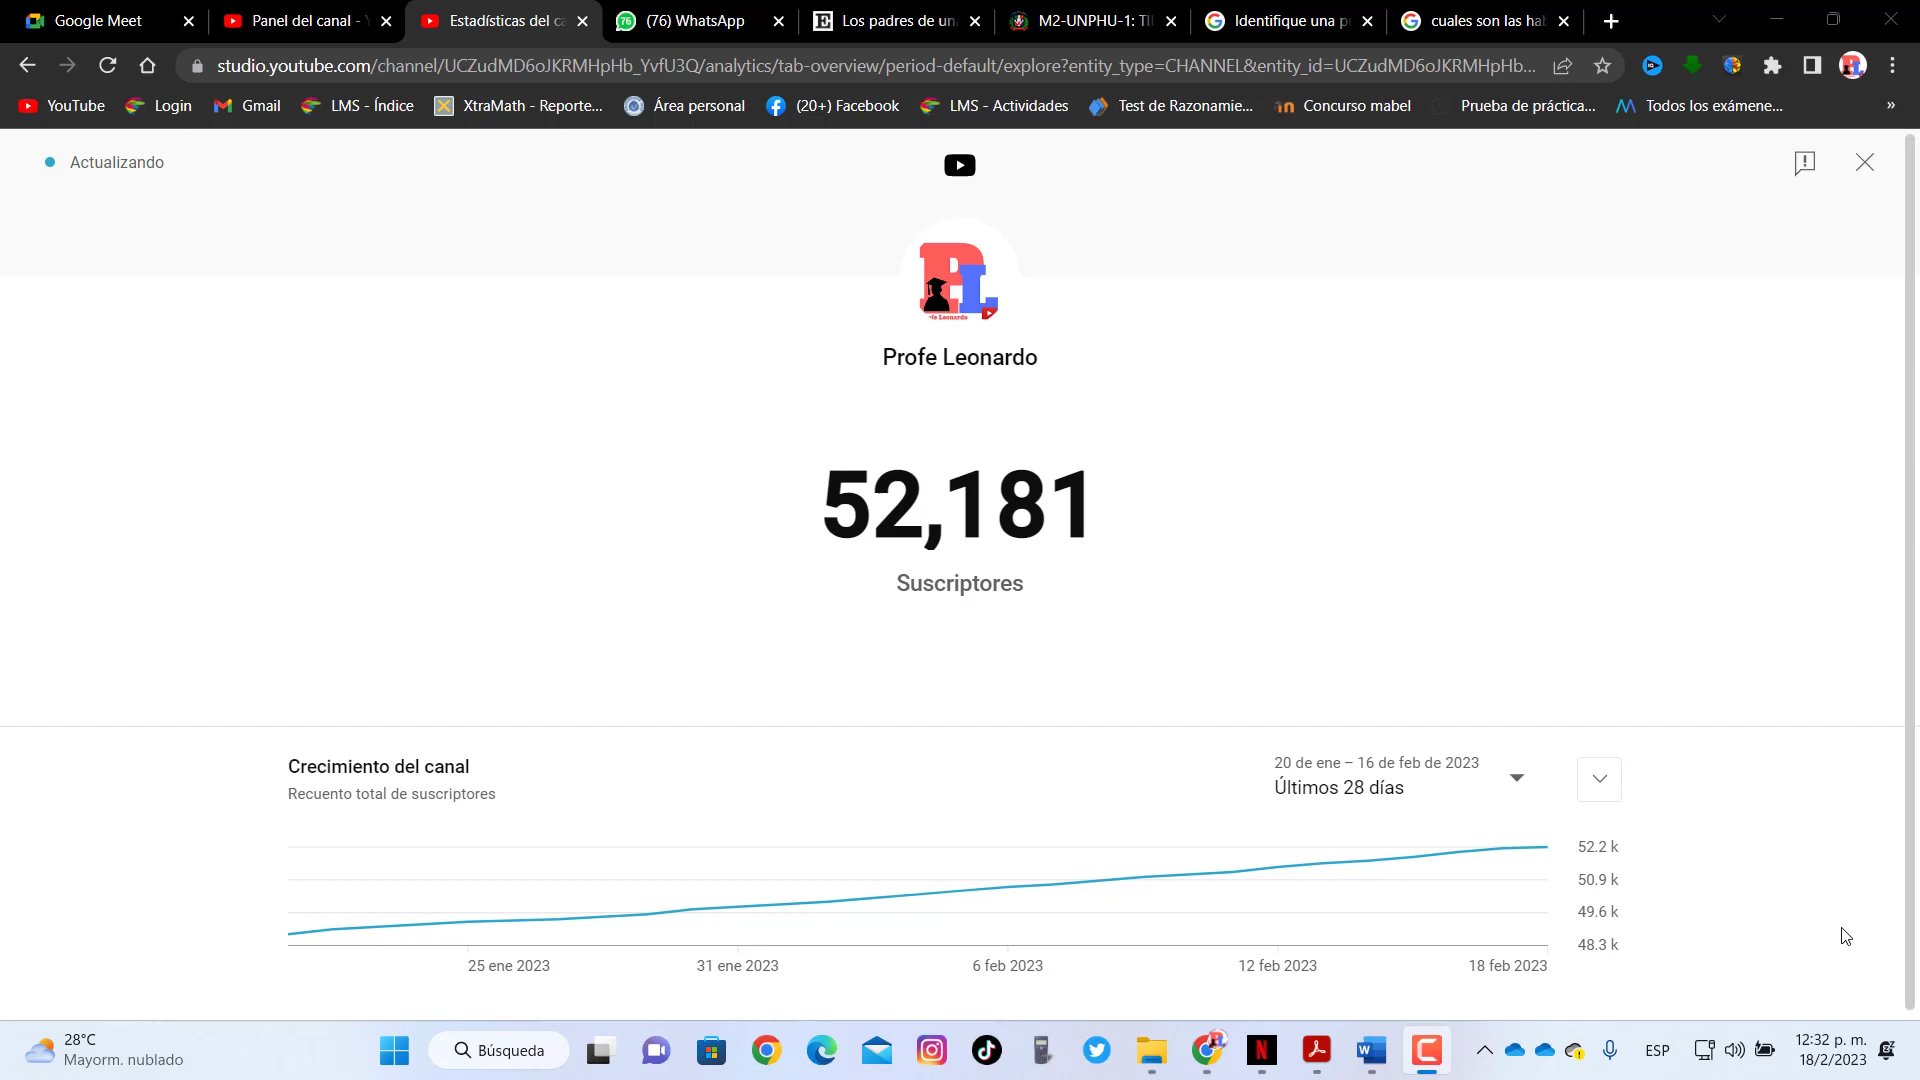 Google Meet
Panel del canal -
Estadísticas del ca
(76) WhatsApp
Los padres de un
M2-UNPHU-1: TI
Identifique una p
cuales son las ha
studio.youtube.com/channel/UCZudMD6oJKRMHpHb_YvfU3Q/analytics/tab-overview/period-default/explore?entity_type=CHANNEL&entity_id=UCZudMD6oJKRMHpHb...
YouTube
Login
Gmail
LMS - Índice
XtraMath - Reporte...
Área personal
(20+) Facebook
LMS - Actividades
Test de Razonamie...
Concurso mabel
Prueba de práctica...
Todos los exámene...
»
Actualizando
PL
Profe Leonardo
52,181
Suscriptores
Crecimiento del canal
Recuento total de suscriptores
20 de ene – 16 de feb de 2023
Últimos 28 días
52.2 k
50.9 k
49.6 k
48.3 k
25 ene 2023
31 ene 2023
6 feb 2023
12 feb 2023
18 feb 2023
28°C
Mayorm. nublado
Búsqueda
ESP
12:32 p. m.
18/2/2023